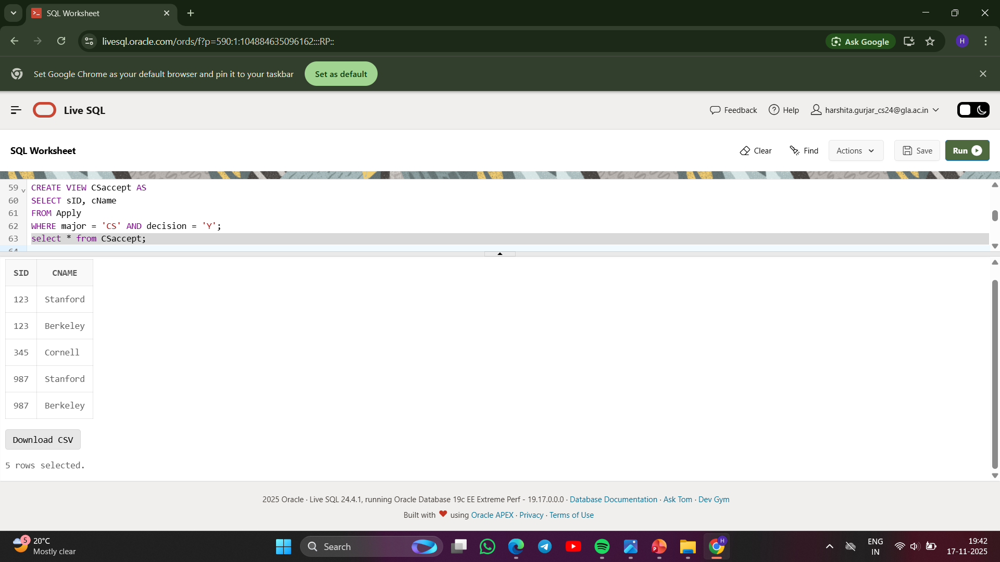 SQL Worksheet
livesql.oracle.com/ords/f?p=590:1:104884635096162:::RP::
Ask Google
H
Set Google Chrome as your default browser and pin it to your taskbar
Set as default
Live SQL
Feedback
Help
harshita.gurjar_cs24@gla.ac.in
SQL Worksheet
Clear
Find
Actions
Save
Run
59 CREATE VIEW CSaccept AS
60 SELECT sID, cName
61 FROM Apply
62 WHERE major = 'CS' AND decision = 'Y';
63 select * from CSaccept;
64
SID CNAME
123 Stanford
123 Berkeley
345 Cornell
987 Stanford
987 Berkeley
Download CSV
5 rows selected.
2025 Oracle · Live SQL 24.4.1, running Oracle Database 19c EE Extreme Perf - 19.17.0.0.0 · Database Documentation · Ask Tom · Dev Gym
Built with ❤ using Oracle APEX · Privacy · Terms of Use
5
20°C
Mostly clear
Search
P
H
ENG
IN
19:42
17-11-2025